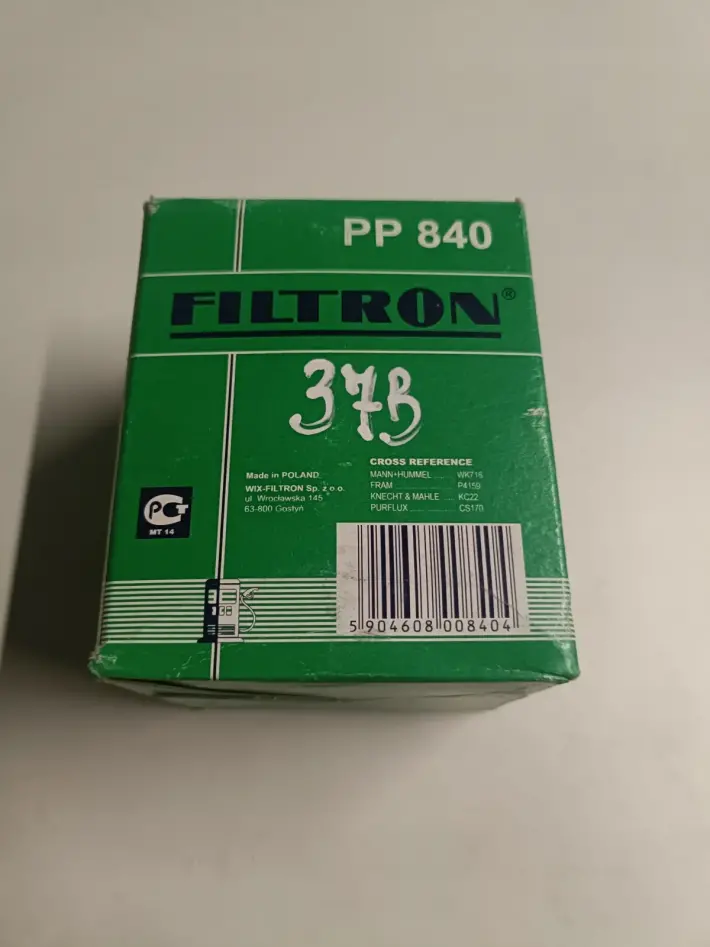 PP 840
FILTRON®
37B
CROSS REFERENCE
Made in POLAND
MANN+HUMMEL ........ WK716
WIX-FILTRON Sp. z o.o.
FRAM ........ P4159
ul. Wrocławska 145
KNECHT & MAHLE .... KC22
63-800 Gostyń
PURFLUX ........ CS170
PCT
MT 14
5 904608 008404